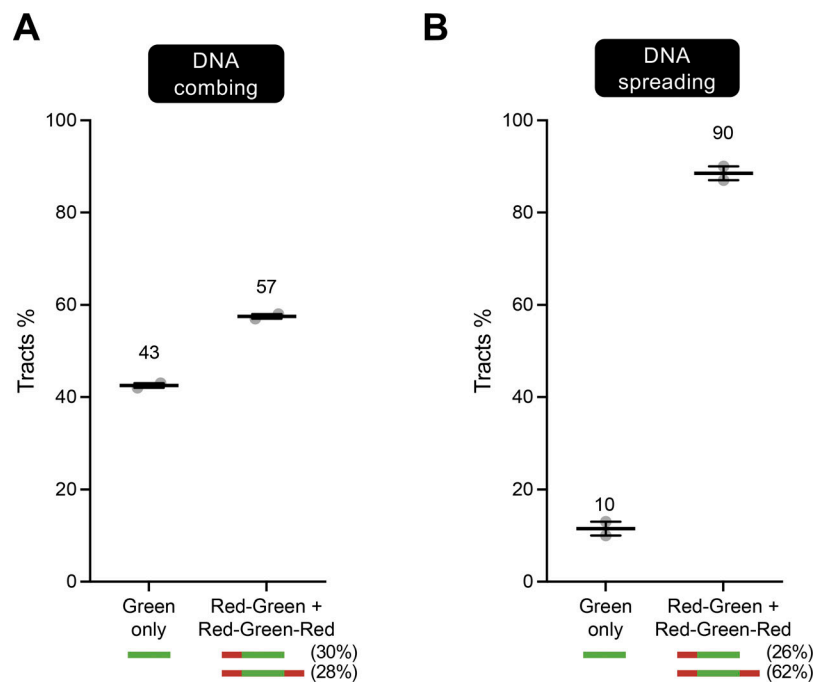 A
DNA
combing
100
80
60
40
20
0
Tracts %
43
57
Green
only
Red-Green +
Red-Green-Red
(30%)
(28%)
B
DNA
spreading
100
80
60
40
20
0
Tracts %
10
90
Green
only
Red-Green +
Red-Green-Red
(26%)
(62%)